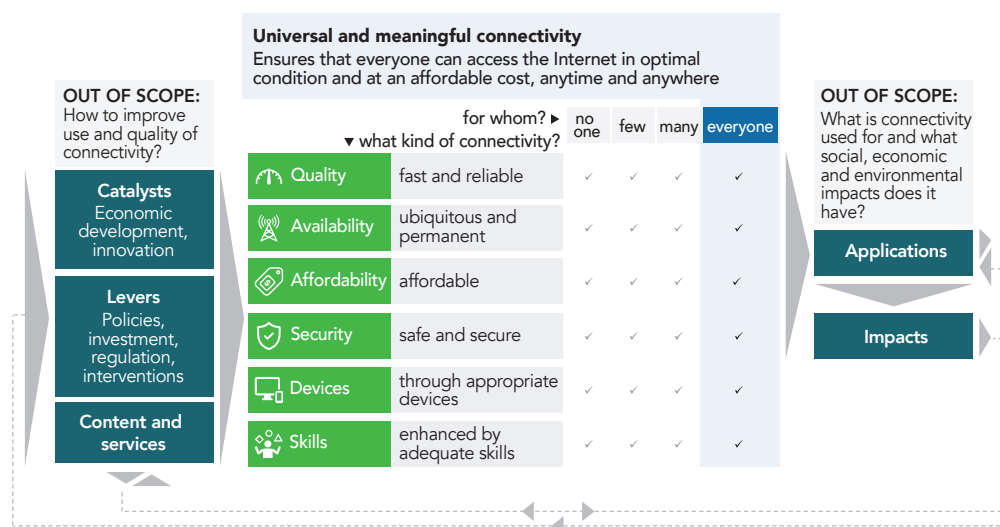 Universal and meaningful connectivity
Ensures that everyone can access the Internet in optimal
condition and at an affordable cost, anytime and anywhere
OUT OF SCOPE:
How to improve
use and quality of
connectivity?
Catalysts
Economic
development,
innovation
Levers
Policies,
investment,
regulation,
interventions
Content and
services
for whom? ▶
no
one
few
many
everyone
▼ what kind of connectivity?
Quality
fast and reliable
✓ ✓ ✓ ✓
Availability
ubiquitous and
permanent
✓ ✓ ✓ ✓
Affordability
affordable
✓ ✓ ✓ ✓
Security
safe and secure
✓ ✓ ✓ ✓
Devices
through appropriate
devices
✓ ✓ ✓ ✓
Skills
enhanced by
adequate skills
✓ ✓ ✓ ✓
OUT OF SCOPE:
What is connectivity
used for and what
social, economic
and environmental
impacts does it
have?
Applications
Impacts